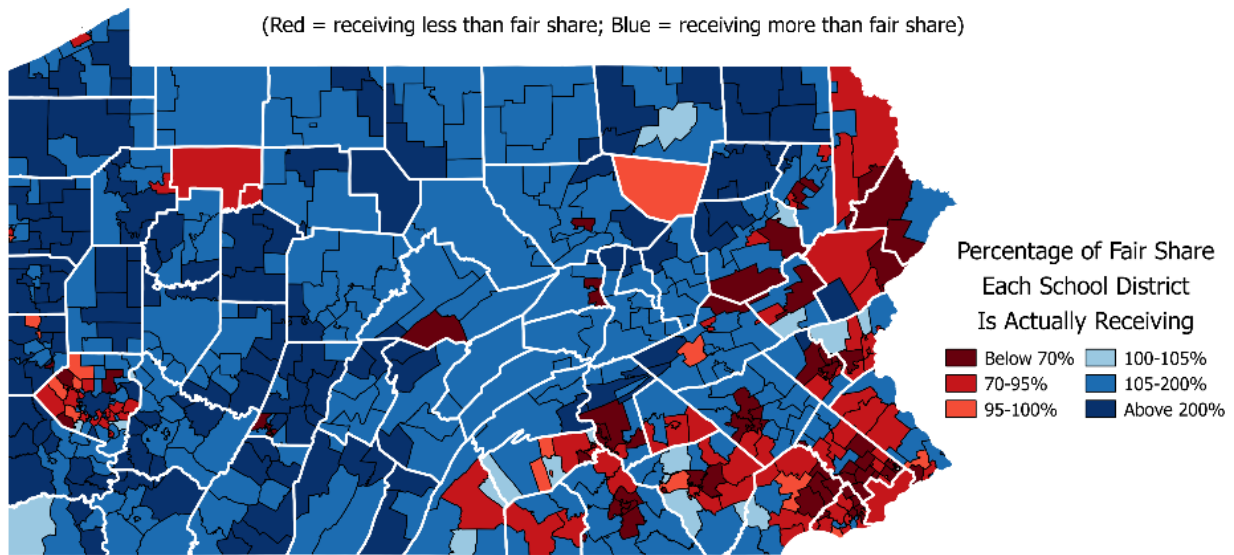 (Red = receiving less than fair share; Blue = receiving more than fair share)
Percentage of Fair Share
Each School District
Is Actually Receiving
Below 70%
100-105%
70-95%
105-200%
95-100%
Above 200%